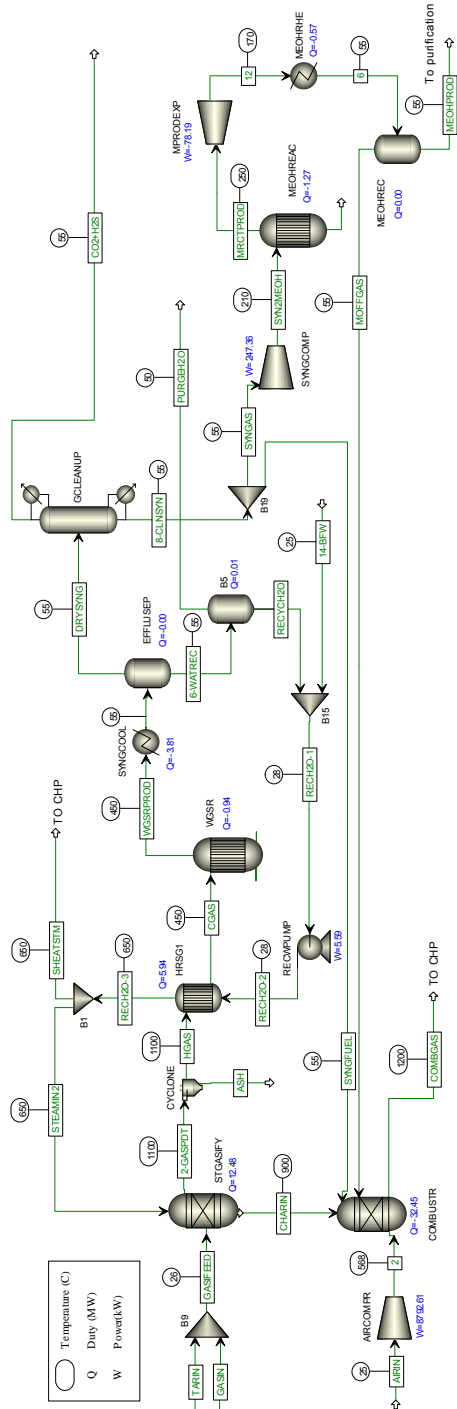 Temperature (C)
Q Duty (MW)
W Power(kW)
TARIN
GASIN
B9
26
GASIFEED
650
STEAMIN2
B1
650
SHEATSTM
TO CHP
650
RECH2O-3
STGASIFY
Q=12.48
1100
2-GASPDT
CYCLONE
ASH
1100
HGAS
HRSG1
Q=5.94
450
CGAS
WGSR
Q=-0.94
450
WGSRPROD
SYNGCOOL
Q=-3.81
55
EFFLUSEP
Q=-0.00
55
DRYSYNG
GCLEANUP
55
CO2+H2S
55
8-CLNSYN
6-WATREC
55
B5
Q=0.01
50
PURGEH2O
RECYCH2O
25
14-BFW
B15
28
RECH2O-1
RECWPUMP
W=5.59
28
RECH2O-2
B19
55
SYNGAS
SYNGCOMP
W=247.36
210
SYN2MEOH
MEOHREAC
Q=-1.27
250
MRCTPROD
MPRODEXP
W=-78.19
170
12
MEOHRHE
Q=-0.57
55
6
MEOHREC
Q=0.00
55
MEOHPROD
To purification
55
MOFFGAS
55
SYNGFUEL
900
CHARIN
COMBUSTR
Q=-32.45
1200
COMBGAS
TO CHP
25
AIRIN
AIRCOMPR
W=8792.61
568
2